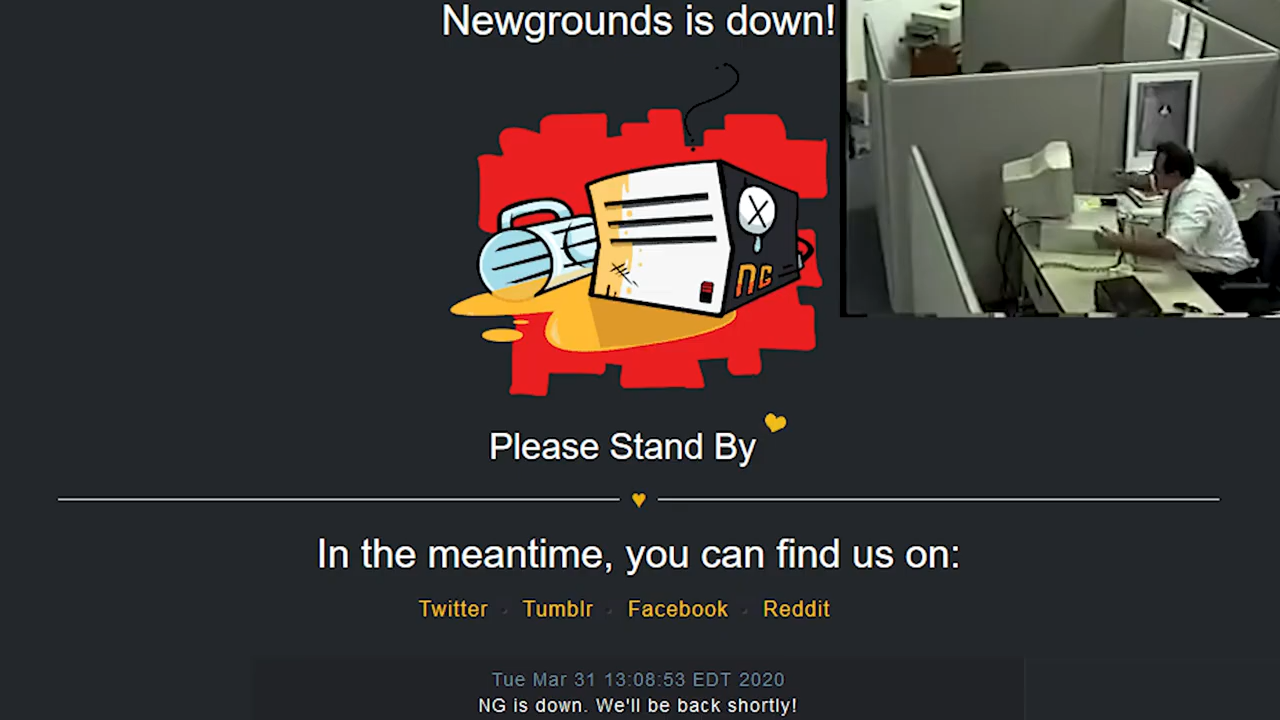 Newgrounds is down!
NG
Please Stand By
In the meantime, you can find us on:
Twitter · Tumblr · Facebook · Reddit
Tue Mar 31 13:08:53 EDT 2020
NG is down. We'll be back shortly!